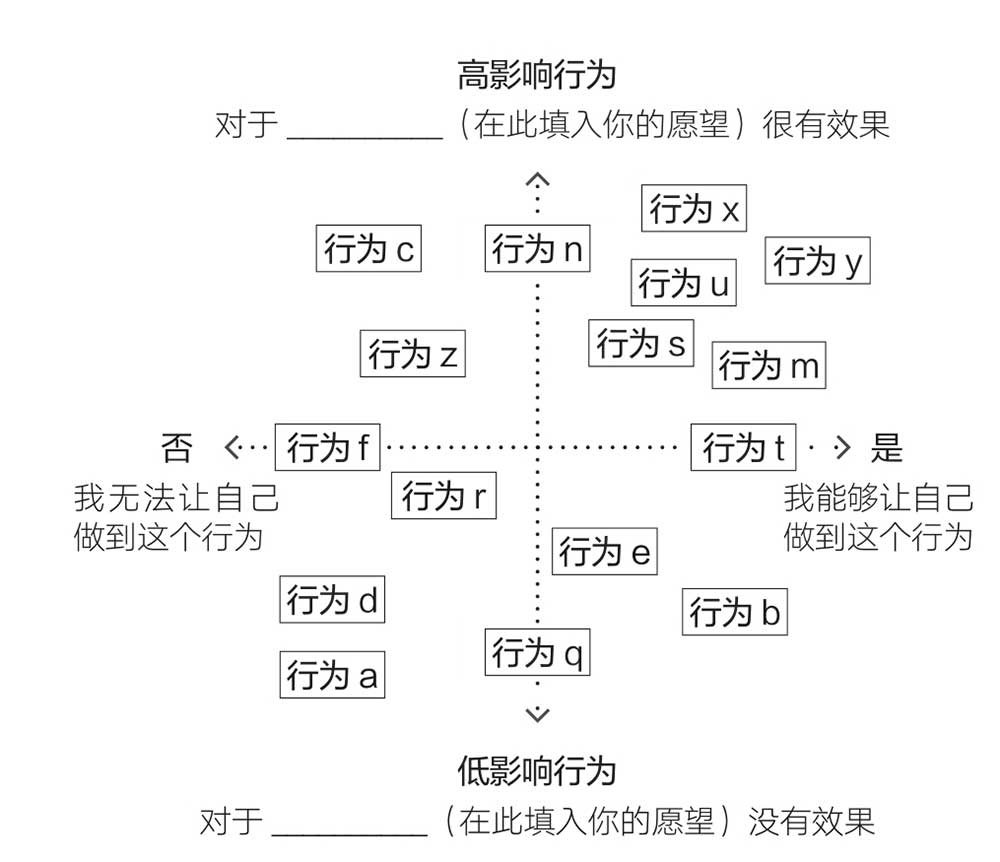 高影响行为
对于 __________（在此填入你的愿望）很有效果
行为 x
行为 c
行为 n
行为 y
行为 u
行为 s
行为 z
行为 m
否
行为 f
行为 t
是
我无法让自己
做到这个行为
我能够让自己
做到这个行为
行为 r
行为 e
行为 d
行为 b
行为 q
行为 a
低影响行为
对于 __________（在此填入你的愿望）没有效果